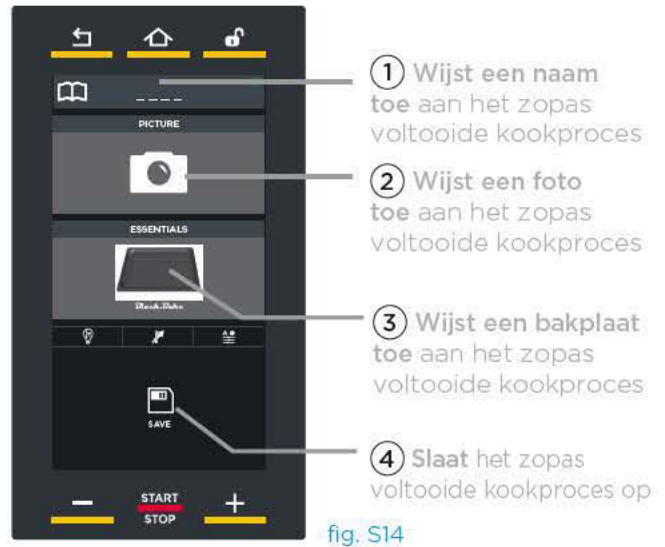 - - - -
PICTURE
ESSENTIALS
Black.Bake
SAVE
START
STOP
1 Wijst een naam
toe aan het zopas
voltooide kookproces
2 Wijst een foto
toe aan het zopas
voltooide kookproces
3 Wijst een bakplaat
toe aan het zopas
voltooide kookproces
4 Slaat het zopas
voltooide kookproces op
fig. S14